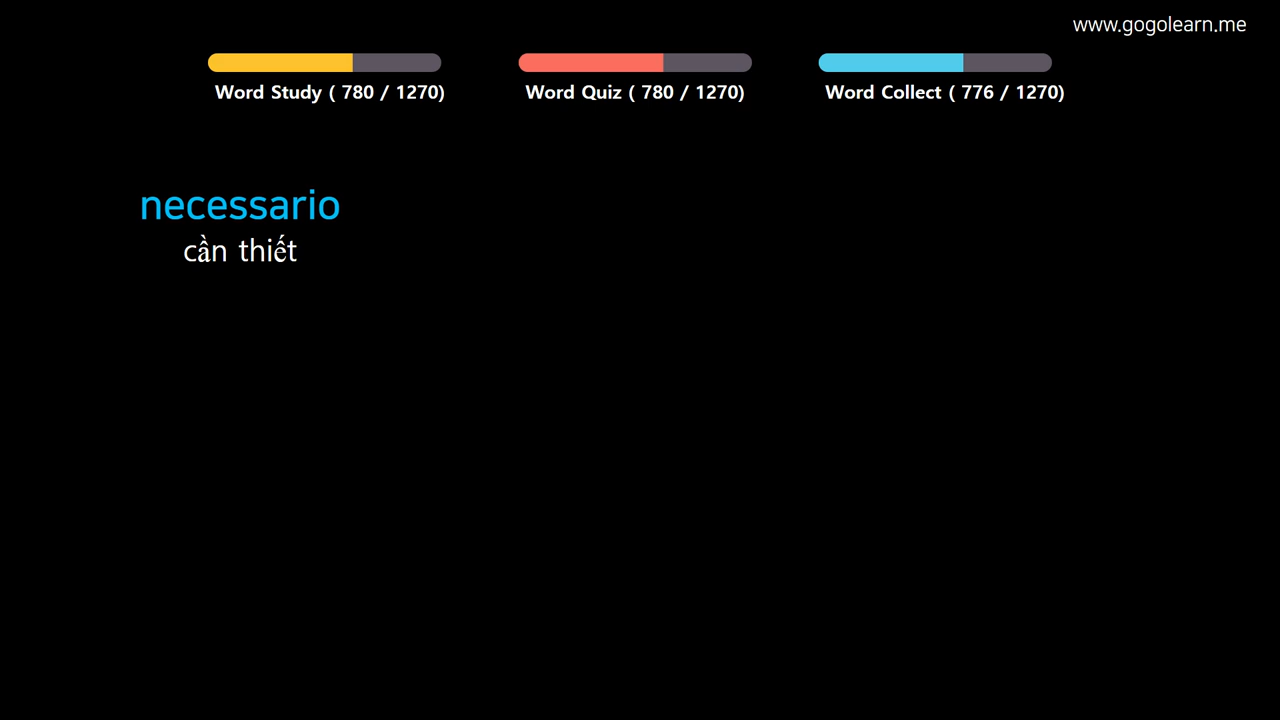 www.gogolearn.me
Word Study ( 780 / 1270)
Word Quiz ( 780 / 1270)
Word Collect ( 776 / 1270)
necessario
cần thiết